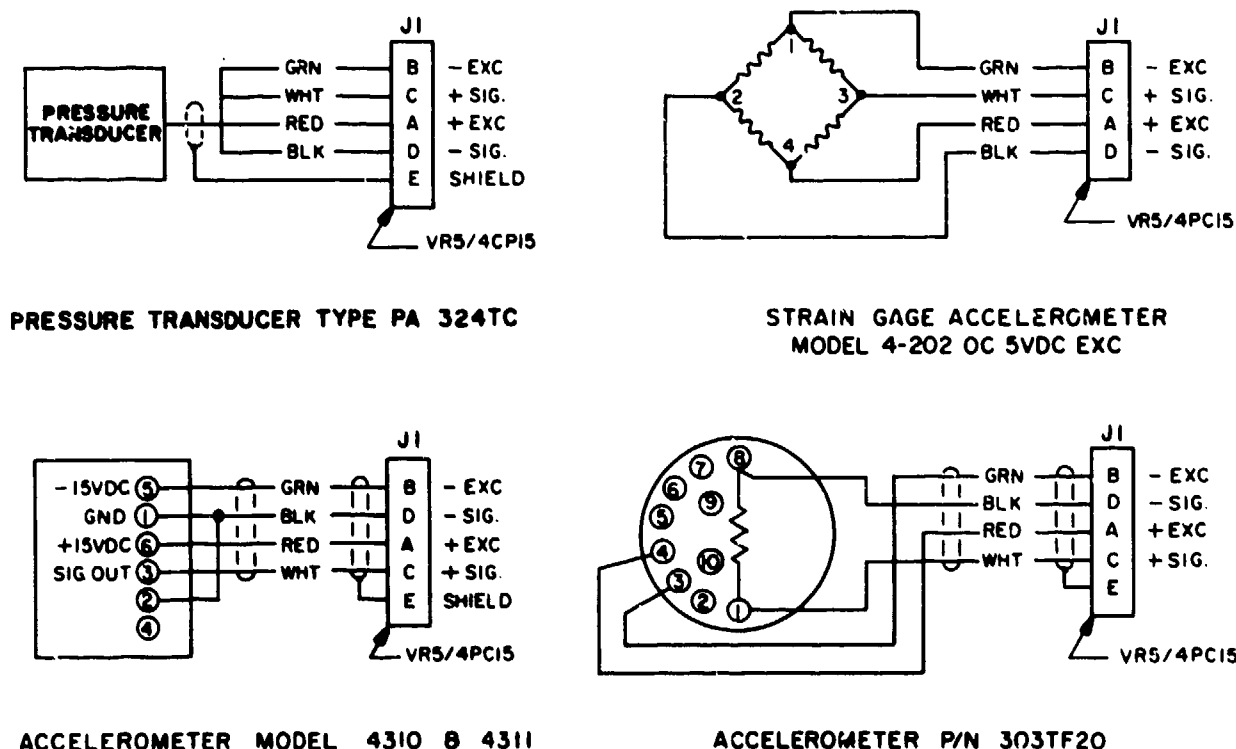 J1
PRESSURE TRANSDUCER
GRN B - EXC
WHT C + SIG.
RED A + EXC
BLK D - SIG.
E SHIELD
VR5/4CP15
PRESSURE TRANSDUCER TYPE PA 324TC
J1
1
2
3
4
GRN B - EXC
WHT C + SIG.
RED A + EXC
BLK D - SIG.
VR5/4PC15
STRAIN GAGE ACCELEROMETER
MODEL 4-202 OC 5VDC EXC
J1
-15VDC 5 GRN B - EXC
GND 1 BLK D - SIG.
+15VDC 6 RED A + EXC
SIG OUT 3 WHT C + SIG.
2 E SHIELD
4
VR5/4PC15
ACCELEROMETER MODEL 4310 8 4311
J1
8
7
6
9
5
4
10
3
2
1
GRN B - EXC
BLK D - SIG.
RED A + EXC
WHT C + SIG.
E
VR5/4PC15
ACCELEROMETER P/N 303TF20